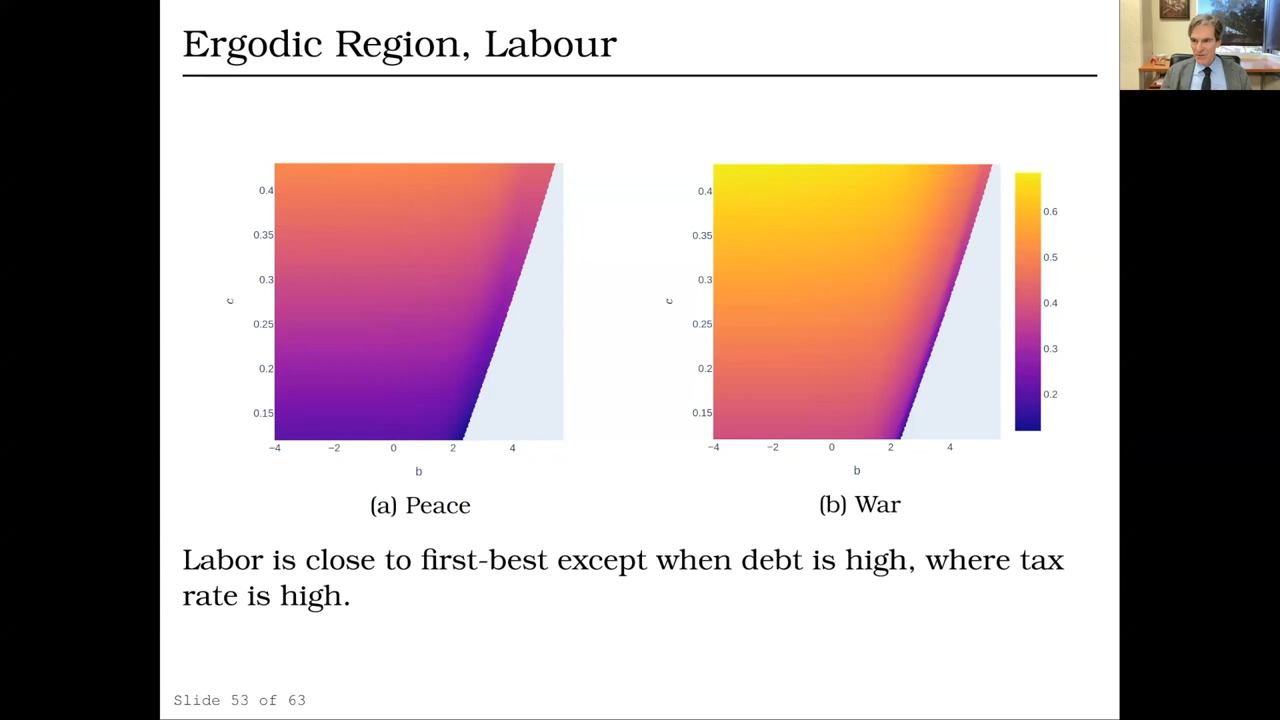 Ergodic Region, Labour
0.4
0.35
0.3
0.25
0.2
0.15
c
−4 −2 0 2 4
b
(a) Peace
0.4
0.35
0.3
0.25
0.2
0.15
c
−4 −2 0 2 4
b
(b) War
0.6
0.5
0.4
0.3
0.2
Labor is close to first-best except when debt is high, where tax
rate is high.
Slide 53 of 63